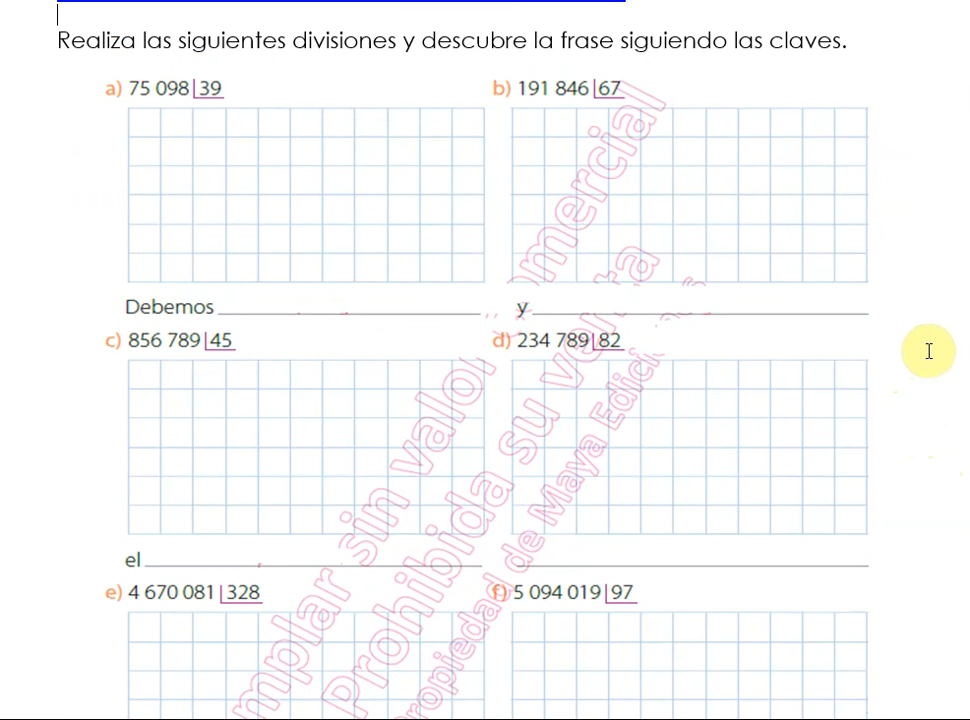 Realiza las siguientes divisiones y descubre la frase siguiendo las claves.
a) 75 098 39
b) 191 846 67
Debemos
y
c) 856 789 45
d) 234 789 82
el
e) 4 670 081 328
f) 5 094 019 97
mplar sin valor comercial
Prohibida su venta
Propiedad de Maya Edicio